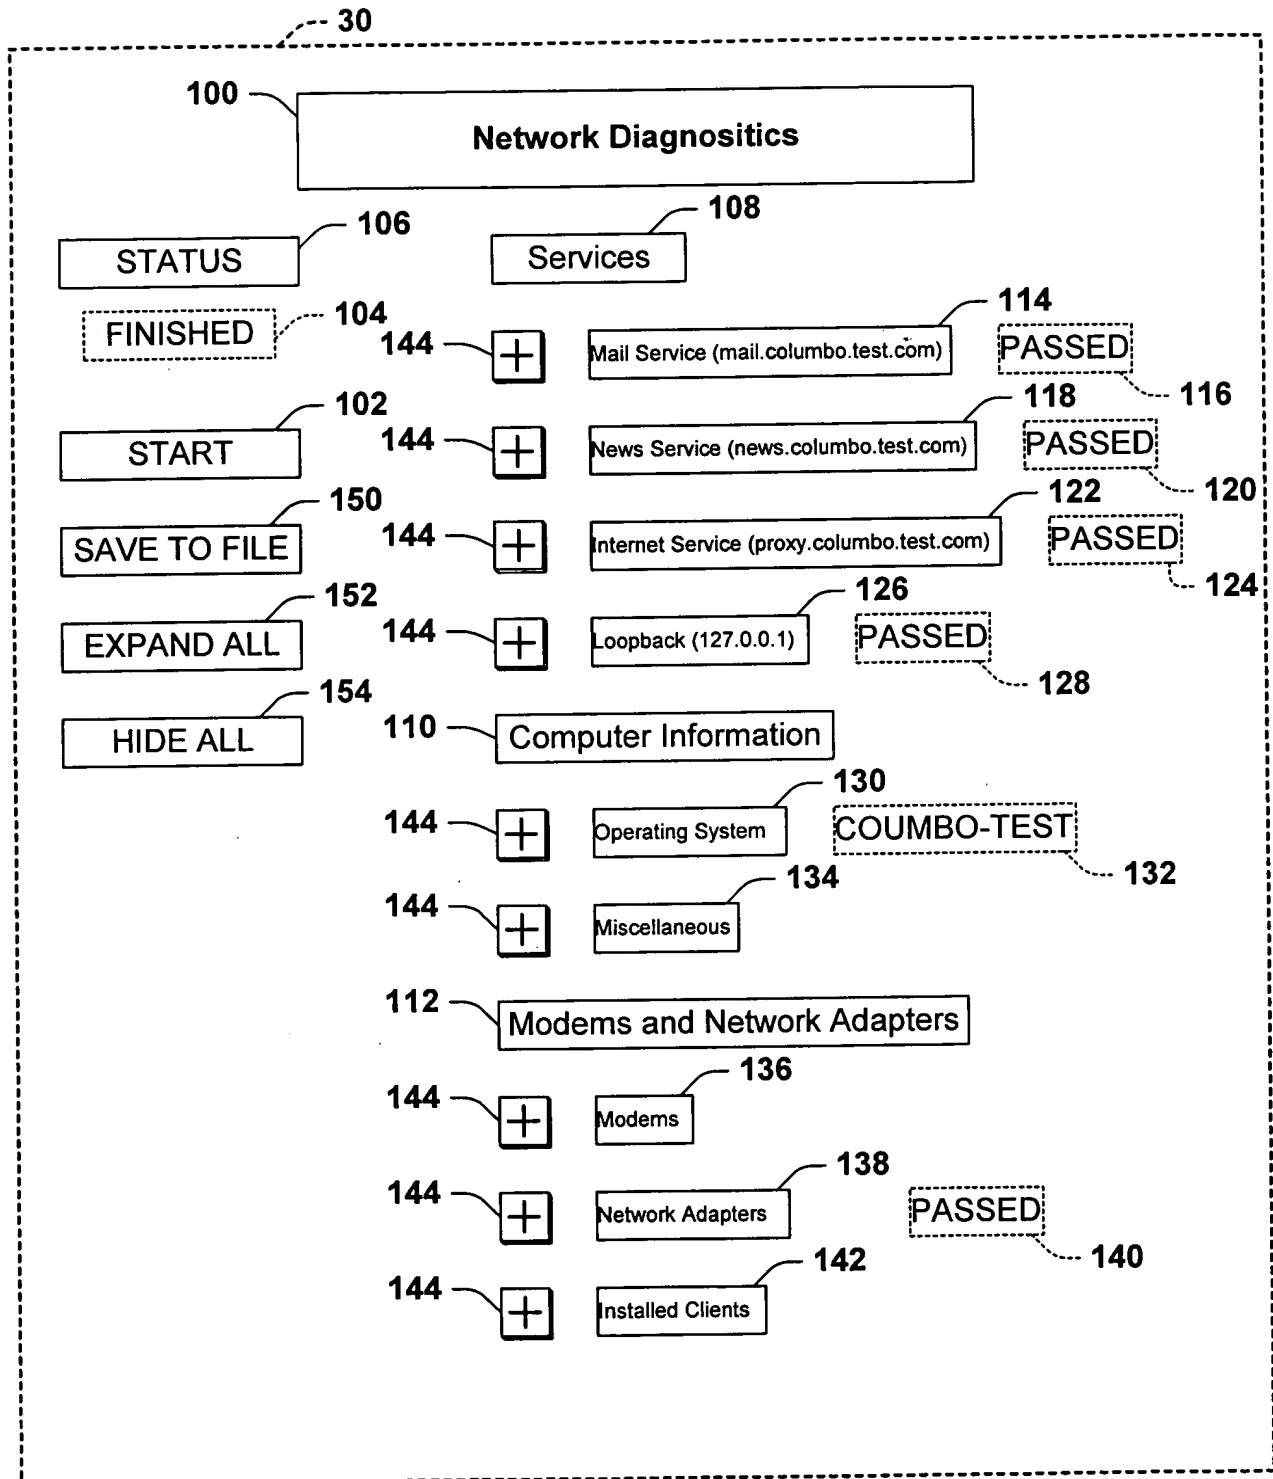 30
100
Network Diagnositics
106
108
STATUS
Services
FINISHED
104
144
Mail Service (mail.columbo.test.com)
114
PASSED
116
102
START
144
News Service (news.columbo.test.com)
118
PASSED
120
150
SAVE TO FILE
144
Internet Service (proxy.columbo.test.com)
122
PASSED
124
152
EXPAND ALL
144
Loopback (127.0.0.1)
126
PASSED
128
154
HIDE ALL
110
Computer Information
144
Operating System
130
COUMBO-TEST
132
144
Miscellaneous
134
112
Modems and Network Adapters
144
Modems
136
144
Network Adapters
138
PASSED
140
144
Installed Clients
142